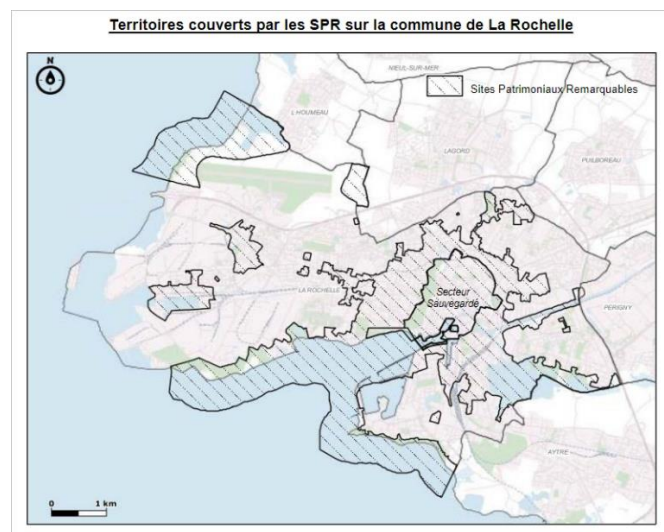 Territoires couverts par les SPR sur la commune de La Rochelle
N
NIEUL-SUR-MER
Sites Patrimoniaux Remarquables
L'HOUMEAU
LAGORD
PUILBOREAU
LA ROCHELLE
Secteur
Sauvegardé
PERIGNY
AYTRE
0 1 km